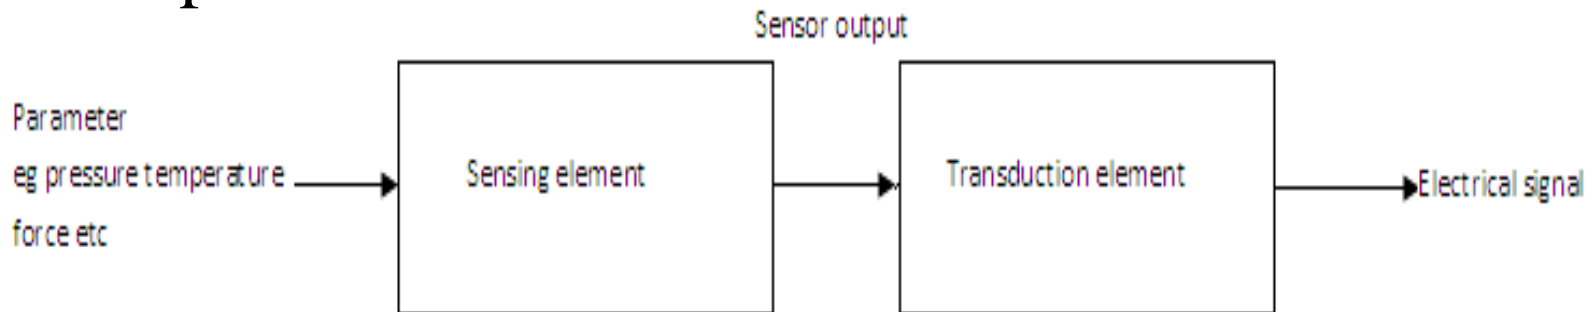 Sensor output
Parameter
eg pressure temperature
force etc
Sensing element
Transduction element
Electrical signal